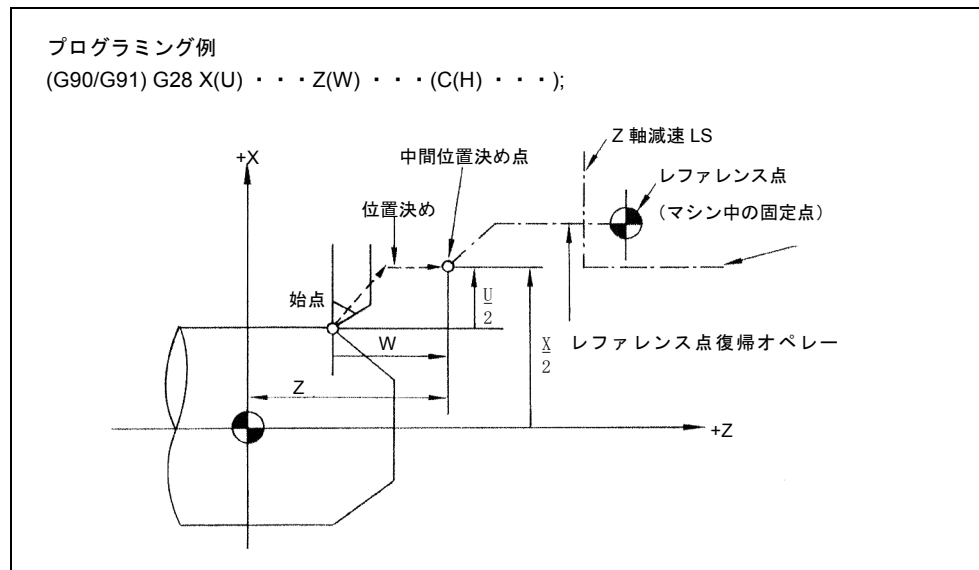 プログラミング例
(G90/G91) G28 X(U) ・・・Z(W) ・・・(C(H) ・・・);
Z 軸減速 LS
+X
中間位置決め点
レファレンス点
位置決め
（マシン中の固定点）
始点
U
2
W
X
2
レファレンス点復帰オペレー
Z
+Z